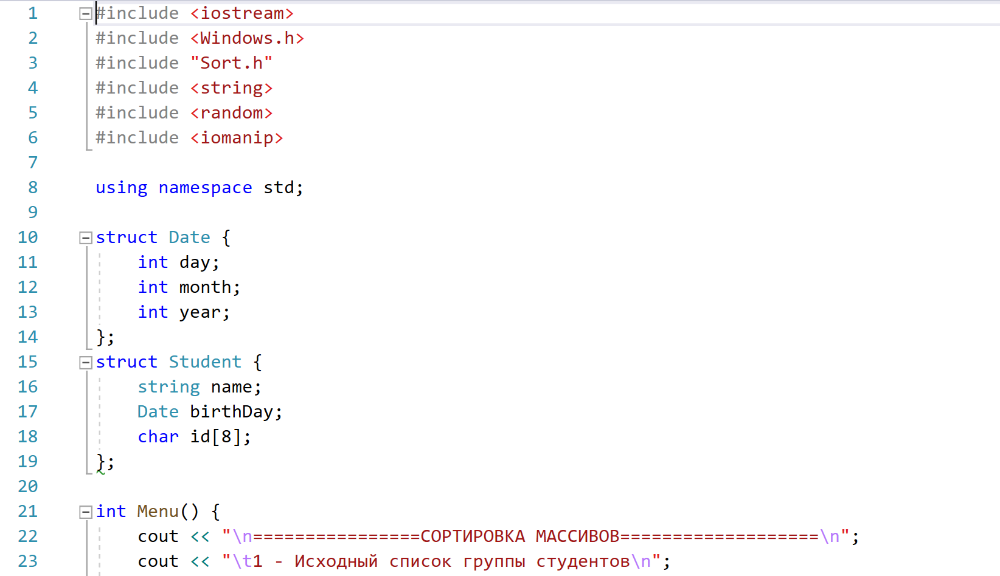 1 #include <iostream>
2 #include <Windows.h>
3 #include "Sort.h"
4 #include <string>
5 #include <random>
6 #include <iomanip>
7
8 using namespace std;
9
10 struct Date {
11     int day;
12     int month;
13     int year;
14 };
15 struct Student {
16     string name;
17     Date birthDay;
18     char id[8];
19 };
20
21 int Menu() {
22     cout << "\n================СОРТИРОВКА МАССИВОВ===================\n";
23     cout << "\t1 - Исходный список группы студентов\n";